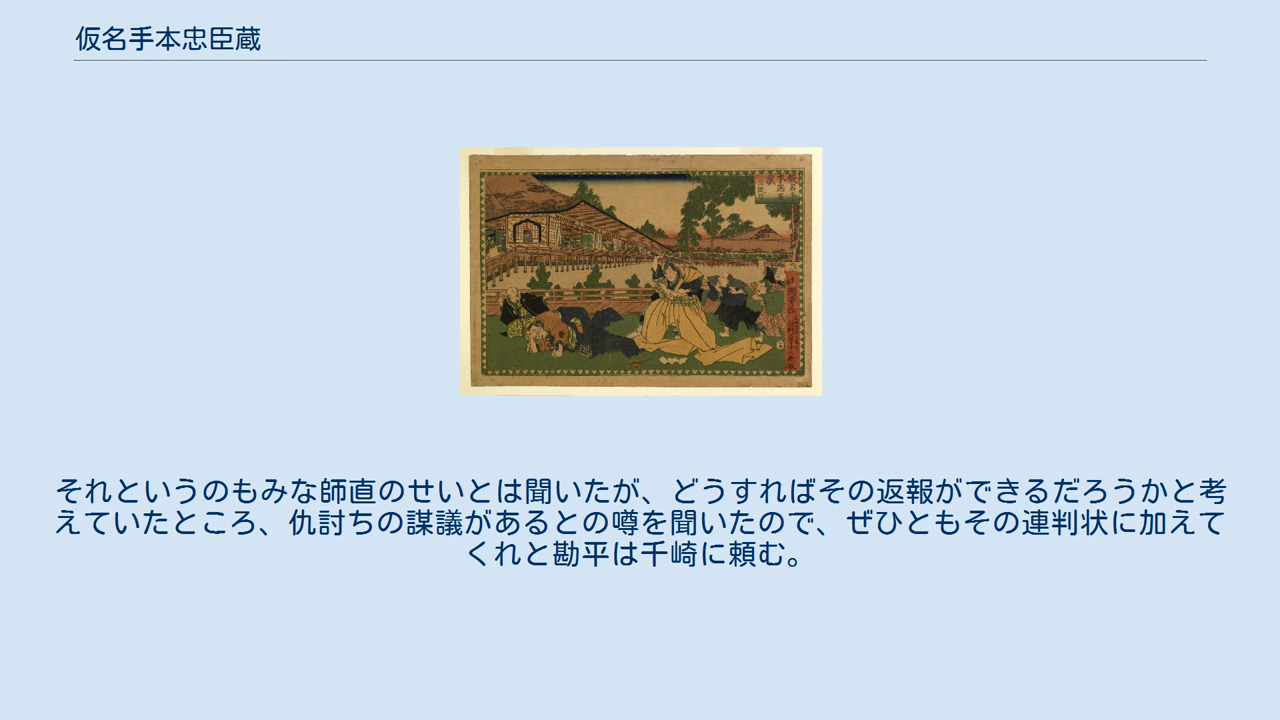 仮名手本忠臣蔵
それというのもみな師直のせいとは聞いたが、どうすればその返報ができるだろうかと考
えていたところ、仇討ちの謀議があるとの噂を聞いたので、ぜひともその連判状に加えて
くれと勘平は千崎に頼む。